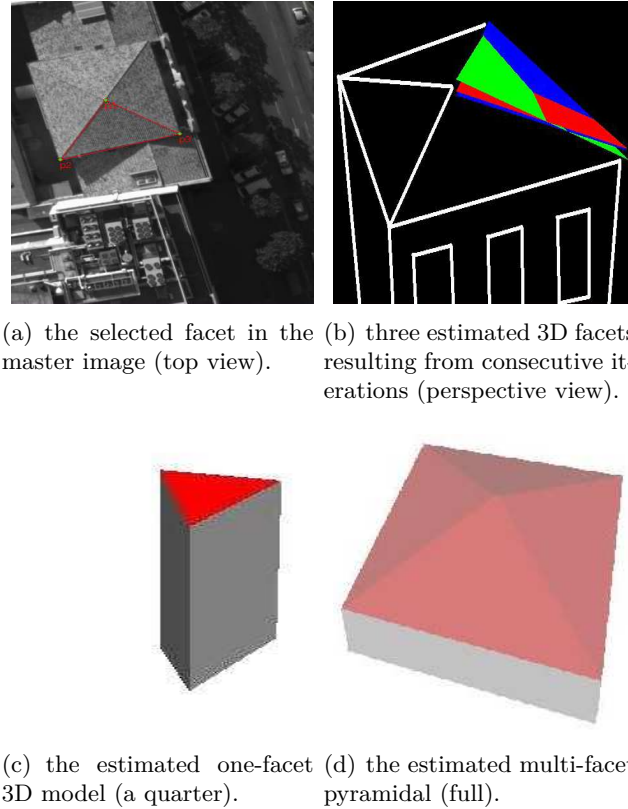 (a) the selected facet in the
master image (top view).
(b) three estimated 3D facets
resulting from consecutive it-
erations (perspective view).
(c) the estimated one-facet
3D model (a quarter).
(d) the estimated multi-facet
pyramidal (full).